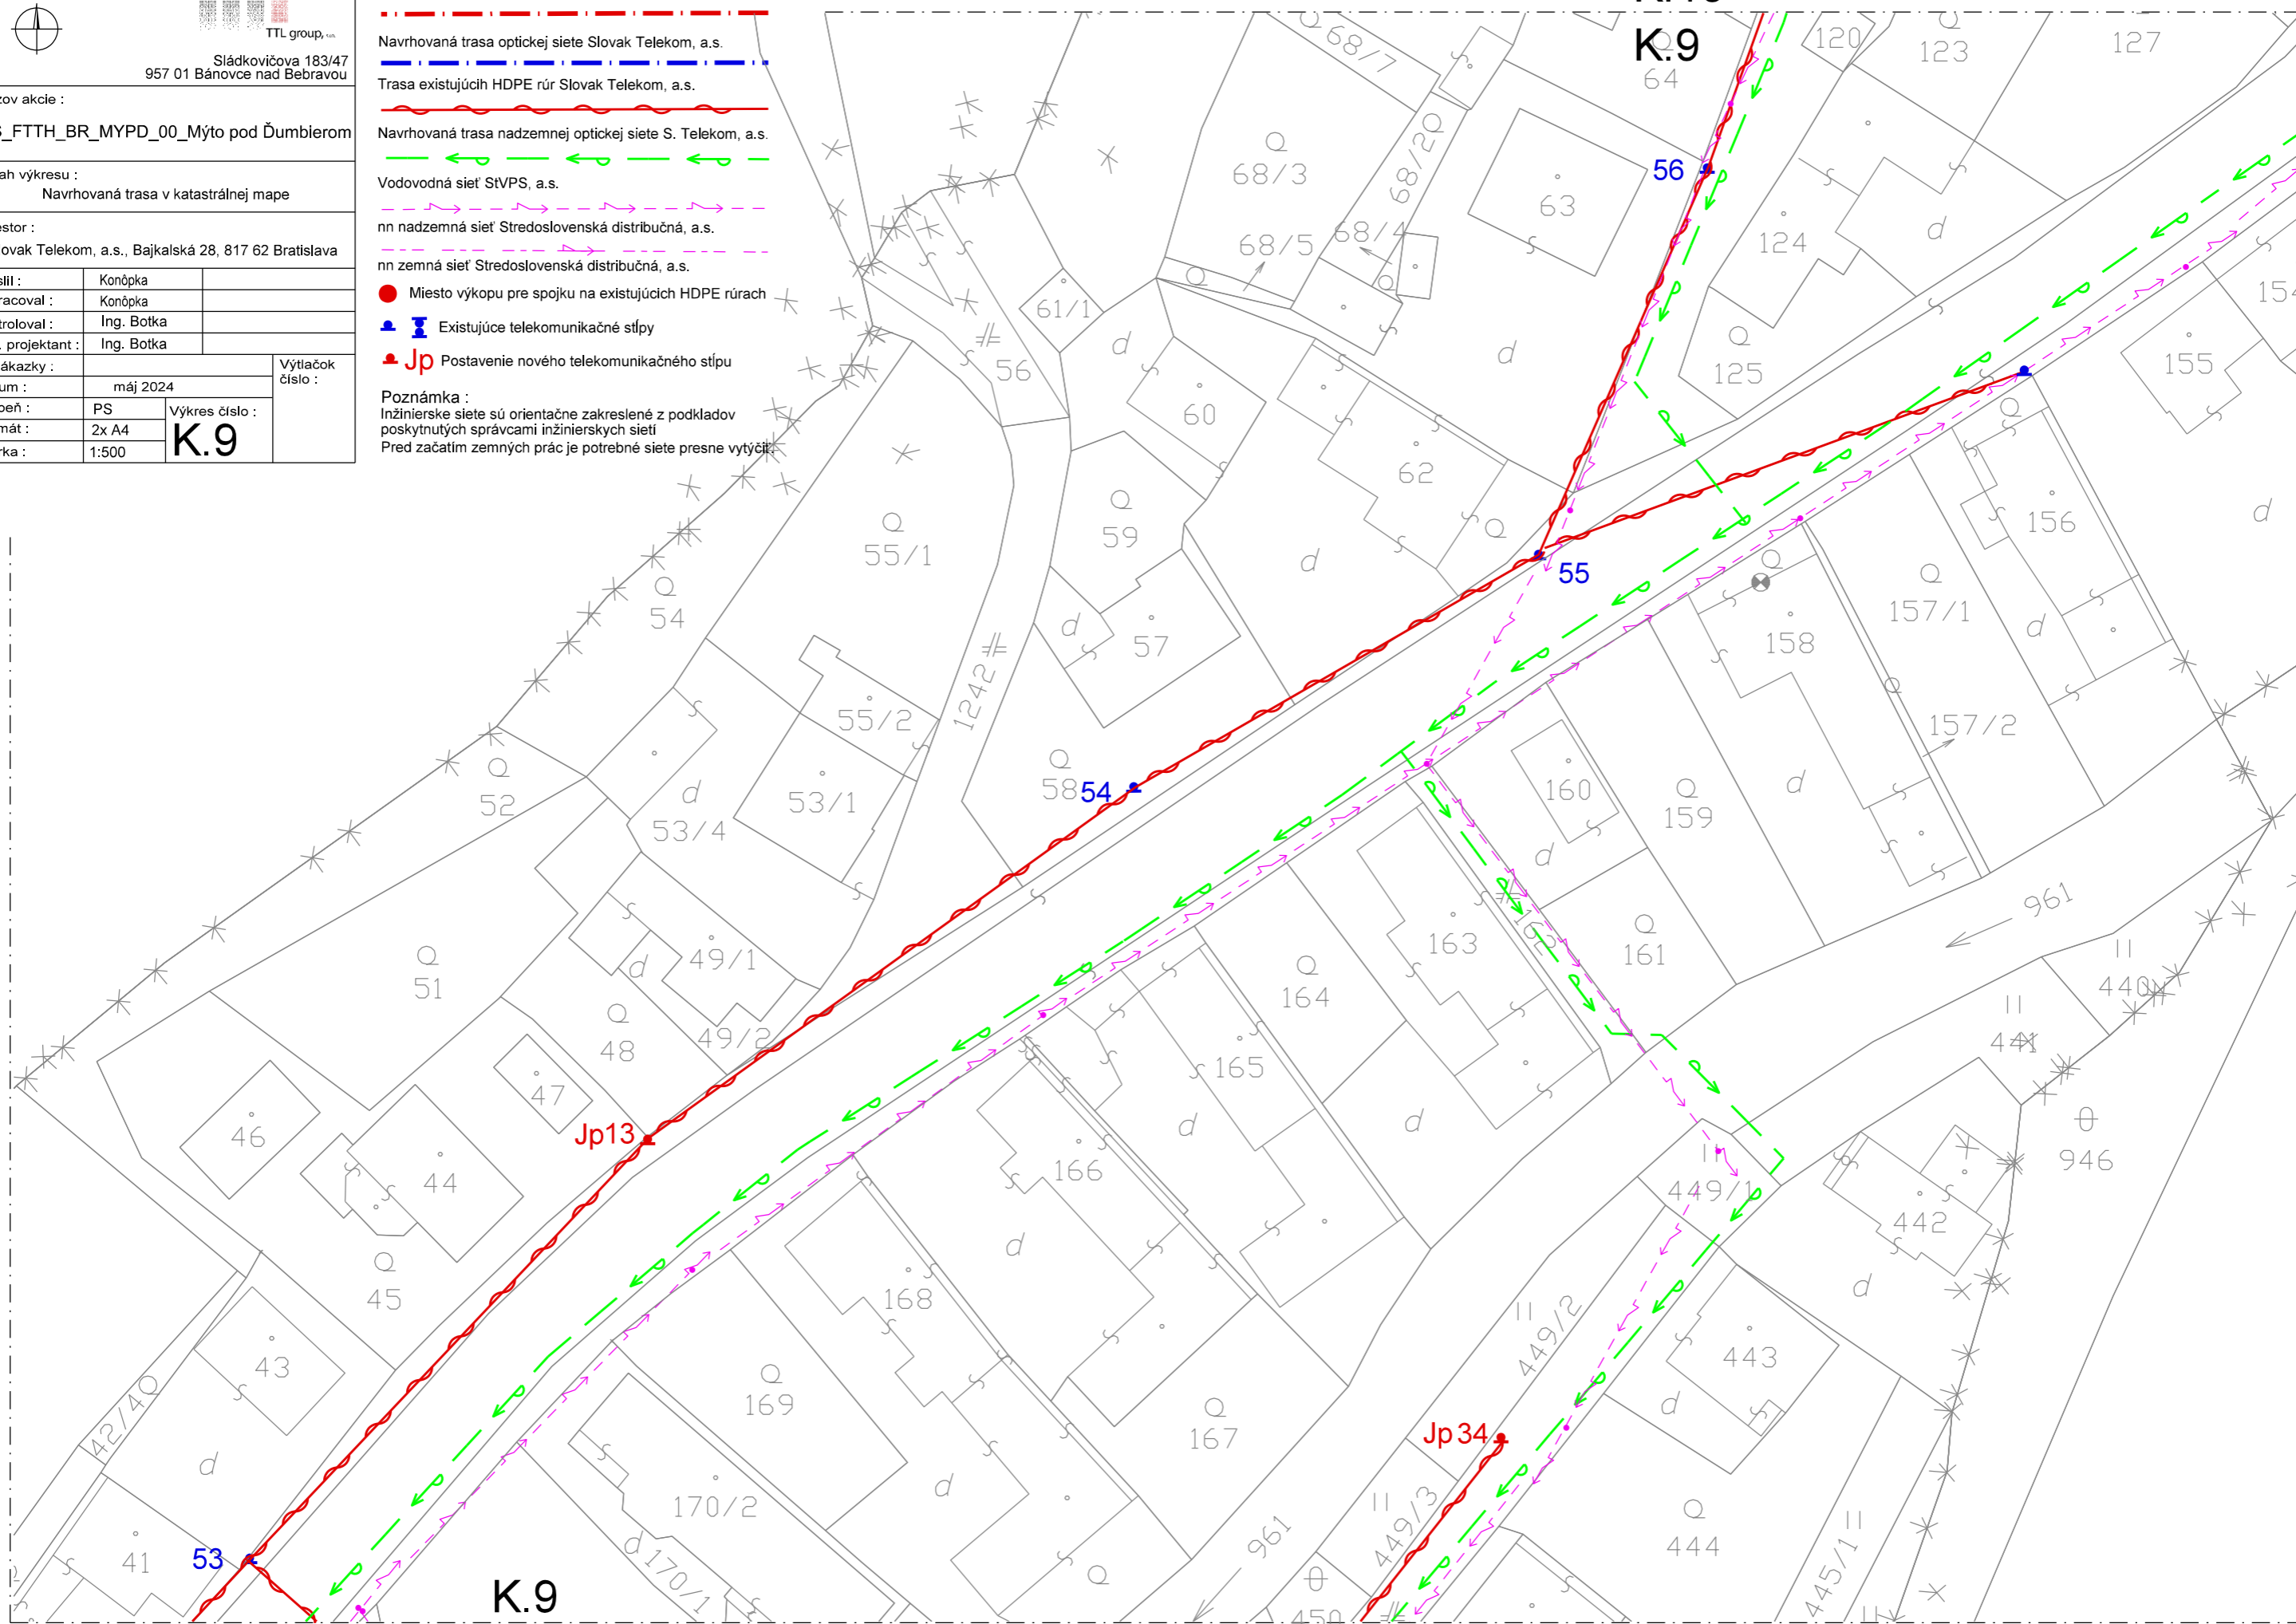 TTL group, s.r.o.
Sládkovičova 183/47
957 01 Bánovce nad Bebravou
zov akcie :
S_FTTH_BR_MYPD_00_Mýto pod Ďumbierom
ah výkresu :
Navrhovaná trasa v katastrálnej mape
estor :
ovak Telekom, a.s., Bajkalská 28, 817 62 Bratislava
slil : Konôpka
racoval : Konôpka
troloval : Ing. Botka
. projektant : Ing. Botka
ákazky :
Výtlačok
číslo :
um : máj 2024
peň : PS
Výkres číslo :
mát : 2x A4
K.9
rka : 1:500
Navrhovaná trasa optickej siete Slovak Telekom, a.s.
Trasa existujúcih HDPE rúr Slovak Telekom, a.s.
Navrhovaná trasa nadzemnej optickej siete S. Telekom, a.s.
Vodovodná sieť StVPS, a.s.
nn nadzemná sieť Stredoslovenská distribučná, a.s.
nn zemná sieť Stredoslovenská distribučná, a.s.
Miesto výkopu pre spojku na existujúcich HDPE rúrach
Existujúce telekomunikačné stĺpy
Jp Postavenie nového telekomunikačného stĺpu
Poznámka :
Inžinierske siete sú orientačne zakreslené z podkladov
poskytnutých správcami inžinierskych sietí
Pred začatím zemných prác je potrebné siete presne vytýčiť.
K.9
64
68/7
120
123
127
68/3
68/20
56
63
68/5
68/4
124
d
154
61/1
56
d
60
d
125
155
62
55/1
59
55
156
d
54
d
57
157/1
158
d
1242
55/2
157/2
52
d
53/4
53/1
58
54
160
159
d
d
162
163
161
961
51
d
49/1
164
440
441
48
49/2
165
47
Jp13
46
44
166
d
d
946
449/1
442
45
d
168
449/2
d
43
443
42/4
169
167
d
d
Jp 34
170/2
d
449/3
444
53
41
d
170/1
961
445/1
450
K.9